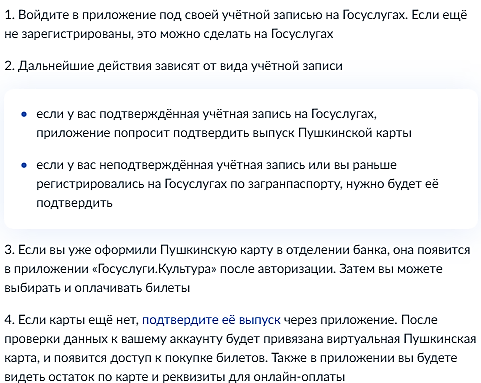 1. Войдите в приложение под своей учётной записью на Госуслугах. Если ещё
не зарегистрированы, это можно сделать на Госуслугах
2. Дальнейшие действия зависят от вида учётной записи
• если у вас подтверждённая учётная запись на Госуслугах,
приложение попросит подтвердить выпуск Пушкинской карты
• если у вас неподтверждённая учётная запись или вы раньше
регистрировались на Госуслугах по загранпаспорту, нужно будет её
подтвердить
3. Если вы уже оформили Пушкинскую карту в отделении банка, она появится
в приложении «Госуслуги.Культура» после авторизации. Затем вы можете
выбирать и оплачивать билеты
4. Если карты ещё нет, подтвердите её выпуск через приложение. После
проверки данных к вашему аккаунту будет привязана виртуальная Пушкинская
карта, и появится доступ к покупке билетов. Также в приложении вы будете
видеть остаток по карте и реквизиты для онлайн-оплаты